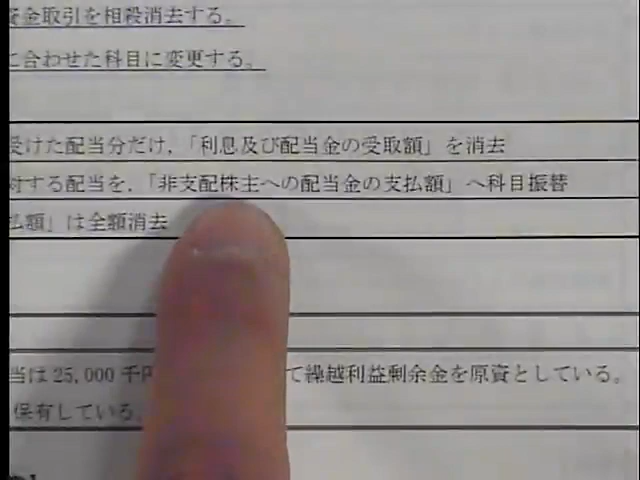 資金取引を相殺消去する。
に合わせた科目に変更する。
受けた配当分だけ，「利息及び配当金の受取額」を消去
対する配当を，「非支配株主への配当金の支払額」へ科目振替
払額」は全額消去
当は 25,000 千円 て繰越利益剰余金を原資としている。
保有している。